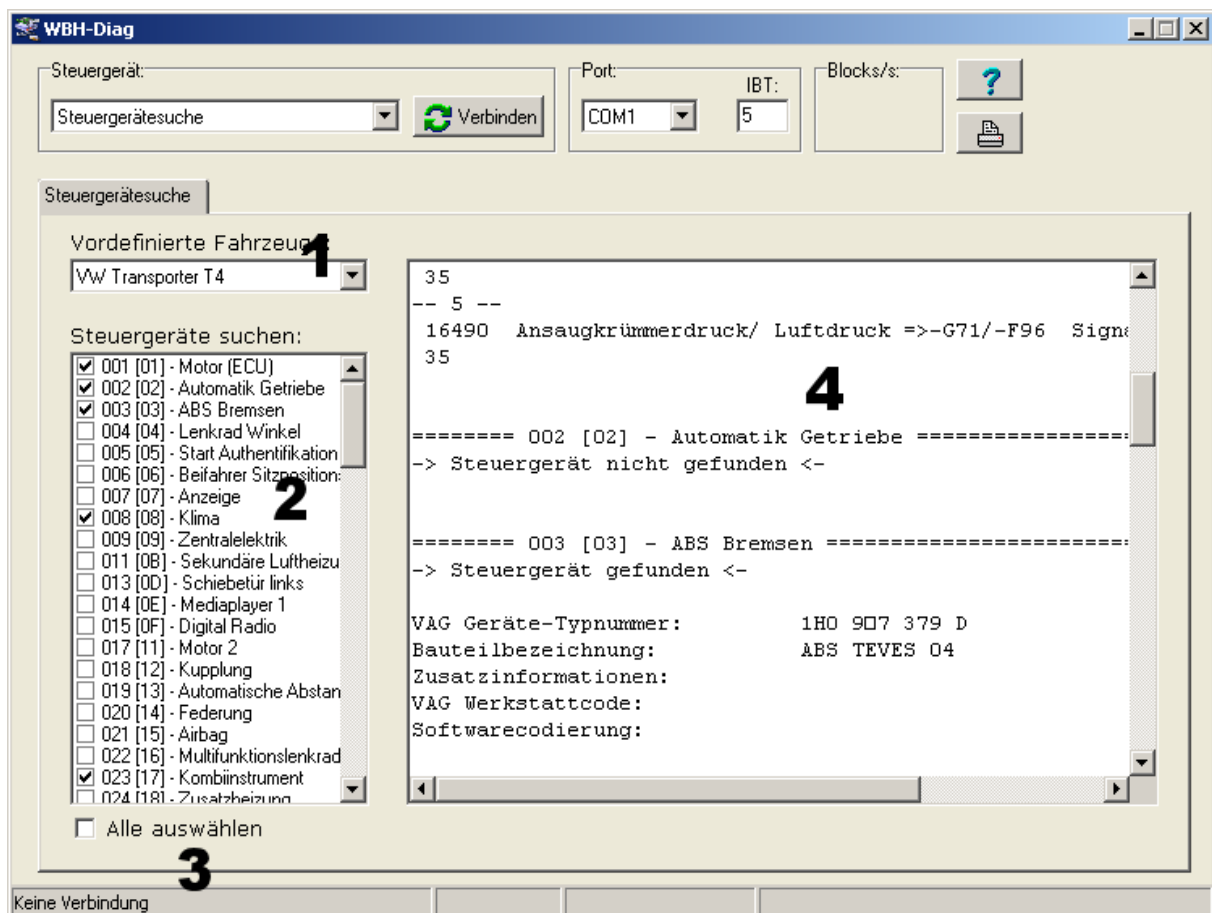 WBH-Diag
Steuergerät:
Steuergerätesuche
Verbinden
Port:
IBT:
COM1
5
Blocks/s:
?
Steuergerätesuche
Vordefinierte
1
VW Transporter T4
Steuergeräte suchen:
001 [01] - Motor (ECU)
002 [02] - Automatik Getriebe
003 [03] - ABS Bremsen
004 [04] - Lenkrad Winkel
005 [05] - Start Authentifikation
006 [06] - Beifahrer Sitzposition
007 [07] - Anzeige
2
008 [08] - Klima
009 [09] - Zentralelektrik
011 [0B] - Sekundäre Luftheizu
013 [0D] - Schiebetür links
014 [0E] - Mediaplayer 1
015 [0F] - Digital Radio
017 [11] - Motor 2
018 [12] - Kupplung
019 [13] - Automatische Abstan
020 [14] - Federung
021 [15] - Airbag
022 [16] - Multifunktionslenkrad
023 [17] - Kombiinstrument
024 [18] - Zusatzheizung
Alle auswählen
3
35
-- 5 --
16490 Ansaugkrümmerdruck/ Luftdruck =>-G71/-F96 Signa
35
4
======== 002 [02] - Automatik Getriebe ==================
-> Steuergerät nicht gefunden <-
======== 003 [03] - ABS Bremsen =========================
-> Steuergerät gefunden <-
VAG Geräte-Typnummer: 1H0 907 379 D
Bauteilbezeichnung: ABS TEVES 04
Zusatzinformationen:
VAG Werkstattcode:
Softwarecodierung:
Keine Verbindung